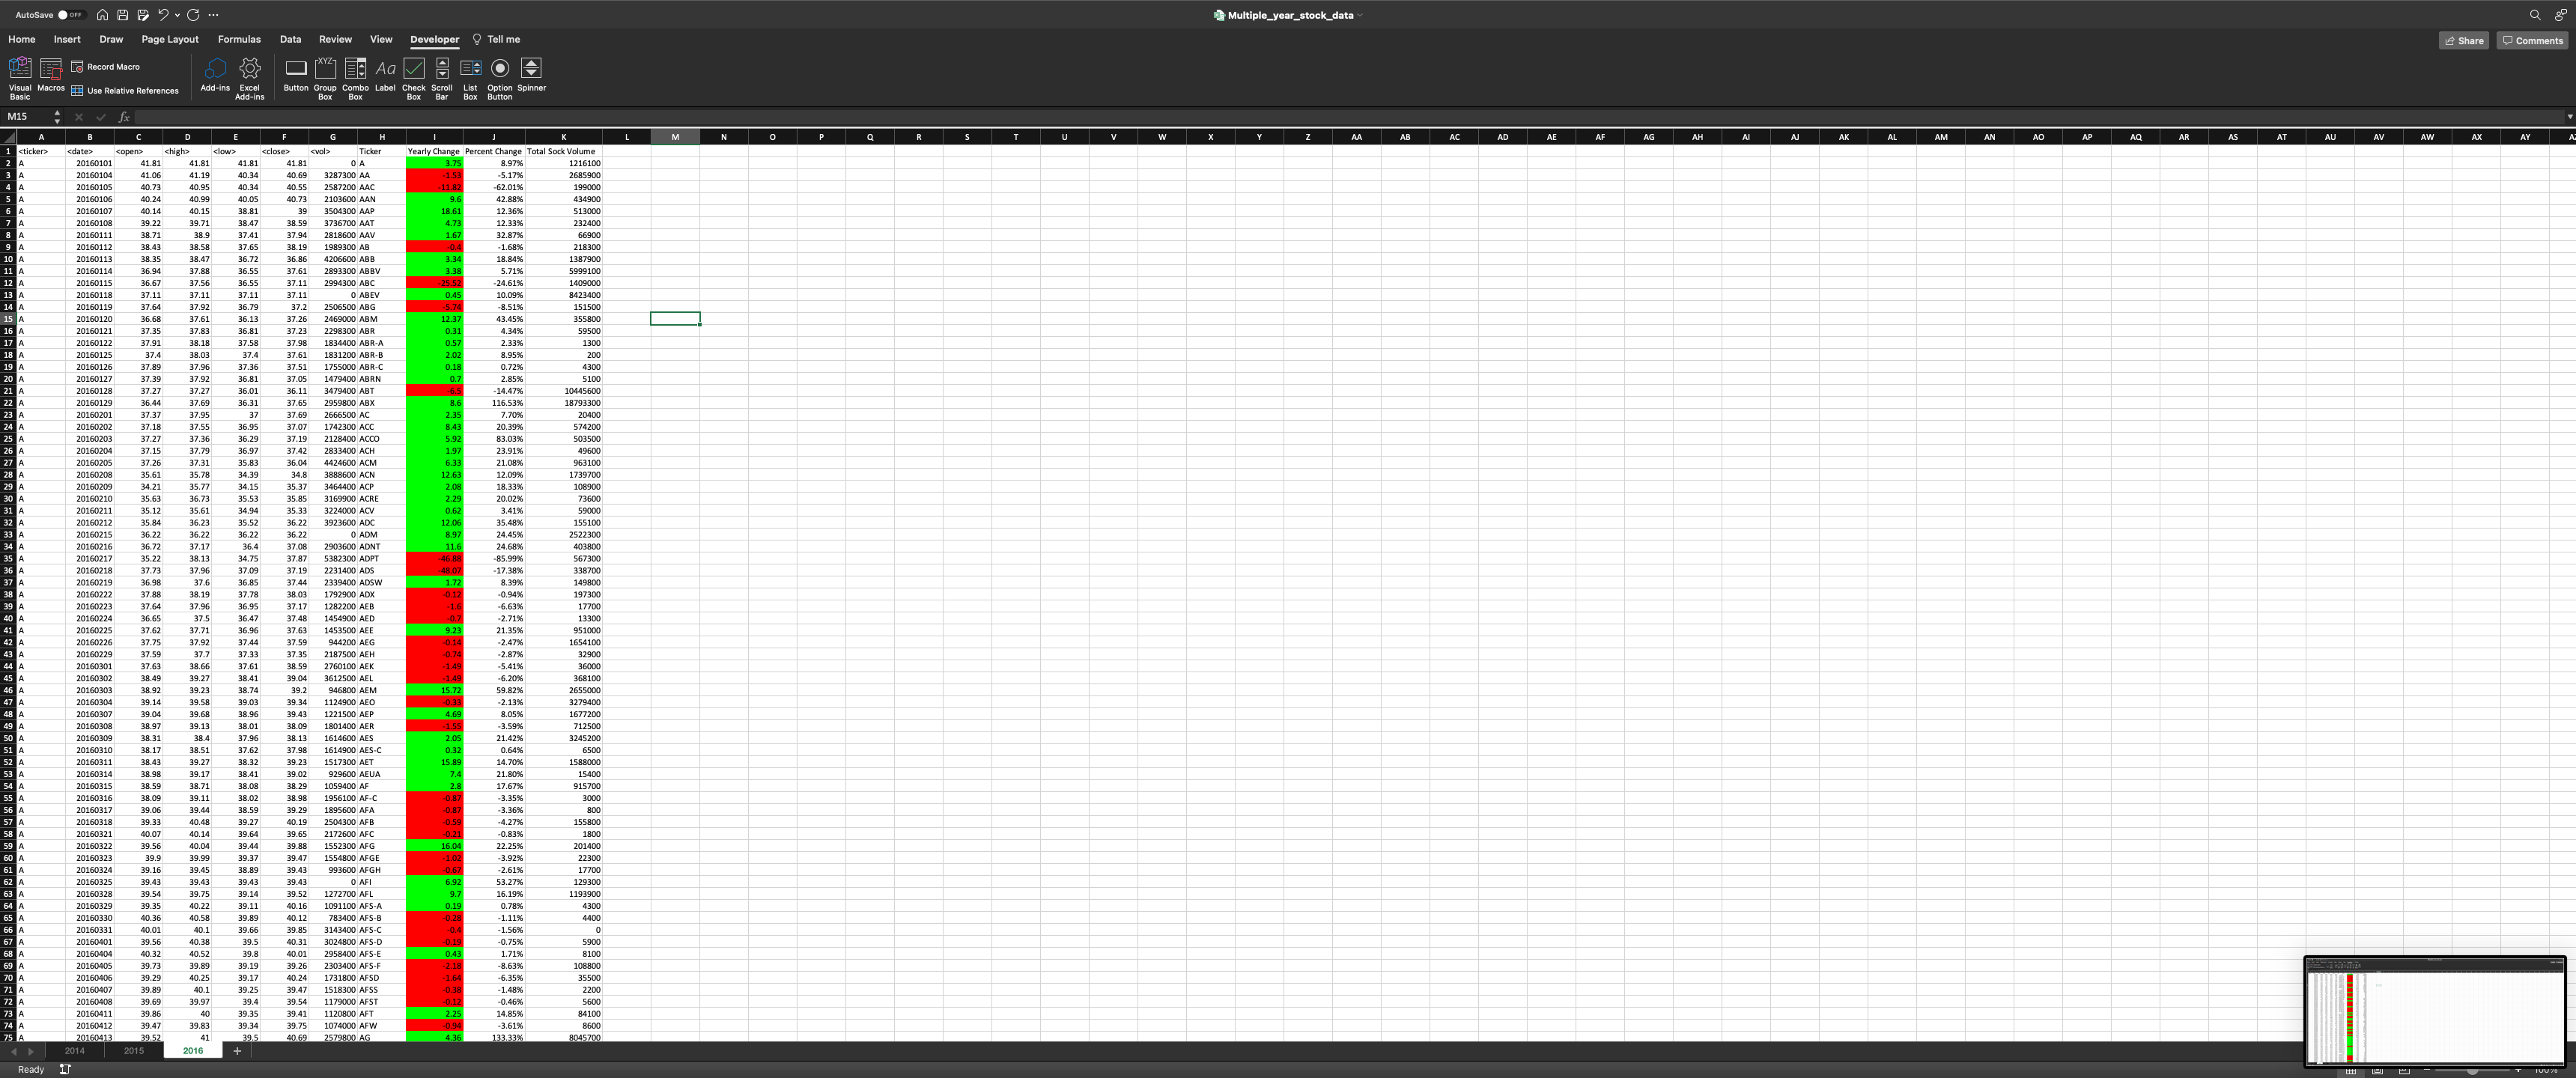 AutoSave OFF Multiple_year_stock_data
Home Insert Draw Page Layout Formulas Data Review View Developer Tell me Share Comments
Visual Basic Macros Record Macro Use Relative References Add-ins Excel Add-ins Button Group Box Combo Box Label Check Box Scroll Bar List Box Option Button Spinner
M15 fx
A B C D E F G H I J K L M N O P Q R S T U V W X Y Z AA AB AC AD AE AF AG AH AI AJ AK AL AM AN AO AP AQ AR AS AT AU AV AW AX AY
1 <ticker> <date> <open> <high> <low> <close> <vol> Ticker Yearly Change Percent Change Total Sock Volume
2 A 20160101 41.81 41.81 41.81 41.81 0 A 3.75 8.97% 1216100
3 A 20160104 41.06 41.19 40.34 40.69 3287300 AA -1.53 -5.17% 2685900
4 A 20160105 40.73 40.95 40.34 40.55 2587200 AAC -11.82 -62.01% 199000
5 A 20160106 40.24 40.99 40.05 40.73 2103600 AAN 9.6 42.88% 434900
6 A 20160107 40.14 40.15 38.81 39 3504300 AAP 18.61 12.36% 513000
7 A 20160108 39.22 39.71 38.47 38.59 3736700 AAT 4.73 12.33% 232400
8 A 20160111 38.71 38.9 37.41 37.94 2818600 AAV 1.67 32.87% 66900
9 A 20160112 38.43 38.58 37.65 38.19 1989300 AB -0.4 -1.68% 218300
10 A 20160113 38.35 38.47 36.72 36.86 4206600 ABB 3.34 18.84% 1387900
11 A 20160114 36.94 37.88 36.55 37.61 2893300 ABBV 3.38 5.71% 5999100
12 A 20160115 36.67 37.56 36.55 37.11 2994300 ABC -25.52 -24.61% 1409000
13 A 20160118 37.11 37.11 37.11 37.11 0 ABEV 0.45 10.09% 8423400
14 A 20160119 37.64 37.92 36.79 37.2 2506500 ABG -5.74 -8.51% 151500
15 A 20160120 36.68 37.61 36.13 37.26 2469000 ABM 12.37 43.45% 355800
16 A 20160121 37.35 37.83 36.81 37.23 2298300 ABR 0.31 4.34% 59500
17 A 20160122 37.91 38.18 37.58 37.98 1834400 ABR-A 0.57 2.33% 1300
18 A 20160125 37.4 38.03 37.4 37.61 1831200 ABR-B 2.02 8.95% 200
19 A 20160126 37.89 37.96 37.36 37.51 1755000 ABR-C 0.18 0.72% 4300
20 A 20160127 37.39 37.92 36.81 37.05 1479400 ABRN 0.7 2.85% 5100
21 A 20160128 37.27 37.27 36.01 36.11 3479400 ABT -6.5 -14.47% 10445600
22 A 20160129 36.44 37.69 36.31 37.65 2959800 ABX 8.6 116.53% 18793300
23 A 20160201 37.37 37.95 37 37.69 2666500 AC 2.35 7.70% 20400
24 A 20160202 37.18 37.55 36.95 37.07 1742300 ACC 8.43 20.39% 574200
25 A 20160203 37.27 37.36 36.29 37.19 2128400 ACCO 5.92 83.03% 503500
26 A 20160204 37.15 37.79 36.97 37.42 2833400 ACH 1.97 23.91% 49600
27 A 20160205 37.26 37.31 35.83 36.04 4424600 ACM 6.33 21.08% 963100
28 A 20160208 35.61 35.78 34.39 34.8 3888600 ACN 12.63 12.09% 1739700
29 A 20160209 34.21 35.77 34.15 35.37 3464400 ACP 2.08 18.33% 108900
30 A 20160210 35.63 36.73 35.53 35.85 3169900 ACRE 2.29 20.02% 73600
31 A 20160211 35.12 35.61 34.94 35.33 3224000 ACV 0.62 3.41% 59000
32 A 20160212 35.84 36.23 35.52 36.22 3923600 ADC 12.06 35.48% 155100
33 A 20160215 36.22 36.22 36.22 36.22 0 ADM 8.97 24.45% 2522300
34 A 20160216 36.72 37.17 36.4 37.08 2903600 ADNT 11.6 24.68% 403800
35 A 20160217 35.22 38.13 34.75 37.87 5382300 ADPT -46.88 -85.99% 567300
36 A 20160218 37.73 37.96 37.09 37.19 2231400 ADS -48.07 -17.38% 338700
37 A 20160219 36.98 37.6 36.85 37.44 2339400 ADSW 1.72 8.39% 149800
38 A 20160222 37.88 38.19 37.78 38.03 1792900 ADX -0.12 -0.94% 197300
39 A 20160223 37.64 37.96 36.95 37.17 1282200 AEB -1.6 -6.63% 17700
40 A 20160224 36.65 37.5 36.47 37.48 1454900 AED -0.7 -2.71% 13300
41 A 20160225 37.62 37.71 36.96 37.63 1453500 AEE 9.23 21.35% 951000
42 A 20160226 37.75 37.92 37.44 37.59 944200 AEG -0.14 -2.47% 1654100
43 A 20160229 37.59 37.7 37.33 37.35 2187500 AEH -0.74 -2.87% 32900
44 A 20160301 37.63 38.66 37.61 38.59 2760100 AEK -1.49 -5.41% 36000
45 A 20160302 38.49 39.27 38.41 39.04 3612500 AEL -1.49 -6.20% 368100
46 A 20160303 38.92 39.23 38.74 39.2 946800 AEM 15.72 59.82% 2655000
47 A 20160304 39.14 39.58 39.03 39.34 1124900 AEO -0.33 -2.13% 3279400
48 A 20160307 39.04 39.68 38.96 39.43 1221500 AEP 4.69 8.05% 1677200
49 A 20160308 38.97 39.13 38.01 38.09 1801400 AER -1.55 -3.59% 712500
50 A 20160309 38.31 38.4 37.96 38.13 1614600 AES 2.05 21.42% 3245200
51 A 20160310 38.17 38.51 37.62 37.98 1614900 AES-C 0.32 0.64% 6500
52 A 20160311 38.43 39.27 38.32 39.23 1517300 AET 15.89 14.70% 1588000
53 A 20160314 38.98 39.17 38.41 39.02 929600 AEUA 7.4 21.80% 15400
54 A 20160315 38.59 38.71 38.08 38.29 1059400 AF 2.8 17.67% 915700
55 A 20160316 38.09 39.11 38.02 38.98 1956100 AF-C -0.87 -3.35% 3000
56 A 20160317 39.06 39.44 38.59 39.29 1895600 AFA -0.87 -3.36% 800
57 A 20160318 39.33 40.48 39.27 40.19 2504300 AFB -0.59 -4.27% 155800
58 A 20160321 40.07 40.14 39.64 39.65 2172600 AFC -0.21 -0.83% 1800
59 A 20160322 39.56 40.04 39.44 39.88 1552300 AFG 16.04 22.25% 201400
60 A 20160323 39.9 39.99 39.37 39.47 1554800 AFGE -1.02 -3.92% 22300
61 A 20160324 39.16 39.45 38.89 39.43 993600 AFGH -0.67 -2.61% 17700
62 A 20160325 39.43 39.43 39.43 39.43 0 AFI 6.92 53.27% 129300
63 A 20160328 39.54 39.75 39.14 39.52 1272700 AFL 9.7 16.19% 1193900
64 A 20160329 39.35 40.22 39.11 40.16 1091100 AFS-A 0.19 0.78% 4300
65 A 20160330 40.36 40.58 39.89 40.12 783400 AFS-B -0.28 -1.11% 4400
66 A 20160331 40.01 40.1 39.66 39.85 3143400 AFS-C -0.4 -1.56% 0
67 A 20160401 39.56 40.38 39.5 40.31 3024800 AFS-D -0.19 -0.75% 5900
68 A 20160404 40.32 40.52 39.8 40.01 2958400 AFS-E 0.43 1.71% 8100
69 A 20160405 39.73 39.89 39.19 39.26 2303400 AFS-F -2.18 -8.63% 108800
70 A 20160406 39.29 40.25 39.17 40.24 1731800 AFSD -1.64 -6.35% 35500
71 A 20160407 39.89 40.1 39.25 39.47 1518300 AFSS -0.38 -1.48% 2200
72 A 20160408 39.69 39.97 39.4 39.54 1179000 AFST -0.12 -0.46% 5600
73 A 20160411 39.86 40 39.35 39.41 1120800 AFT 2.25 14.85% 84100
74 A 20160412 39.47 39.83 39.34 39.75 1074000 AFW -0.94 -3.61% 8600
75 A 20160413 39.52 41 39.5 40.69 2579800 AG 4.36 133.33% 8045700
2014 2015 2016 +
Ready